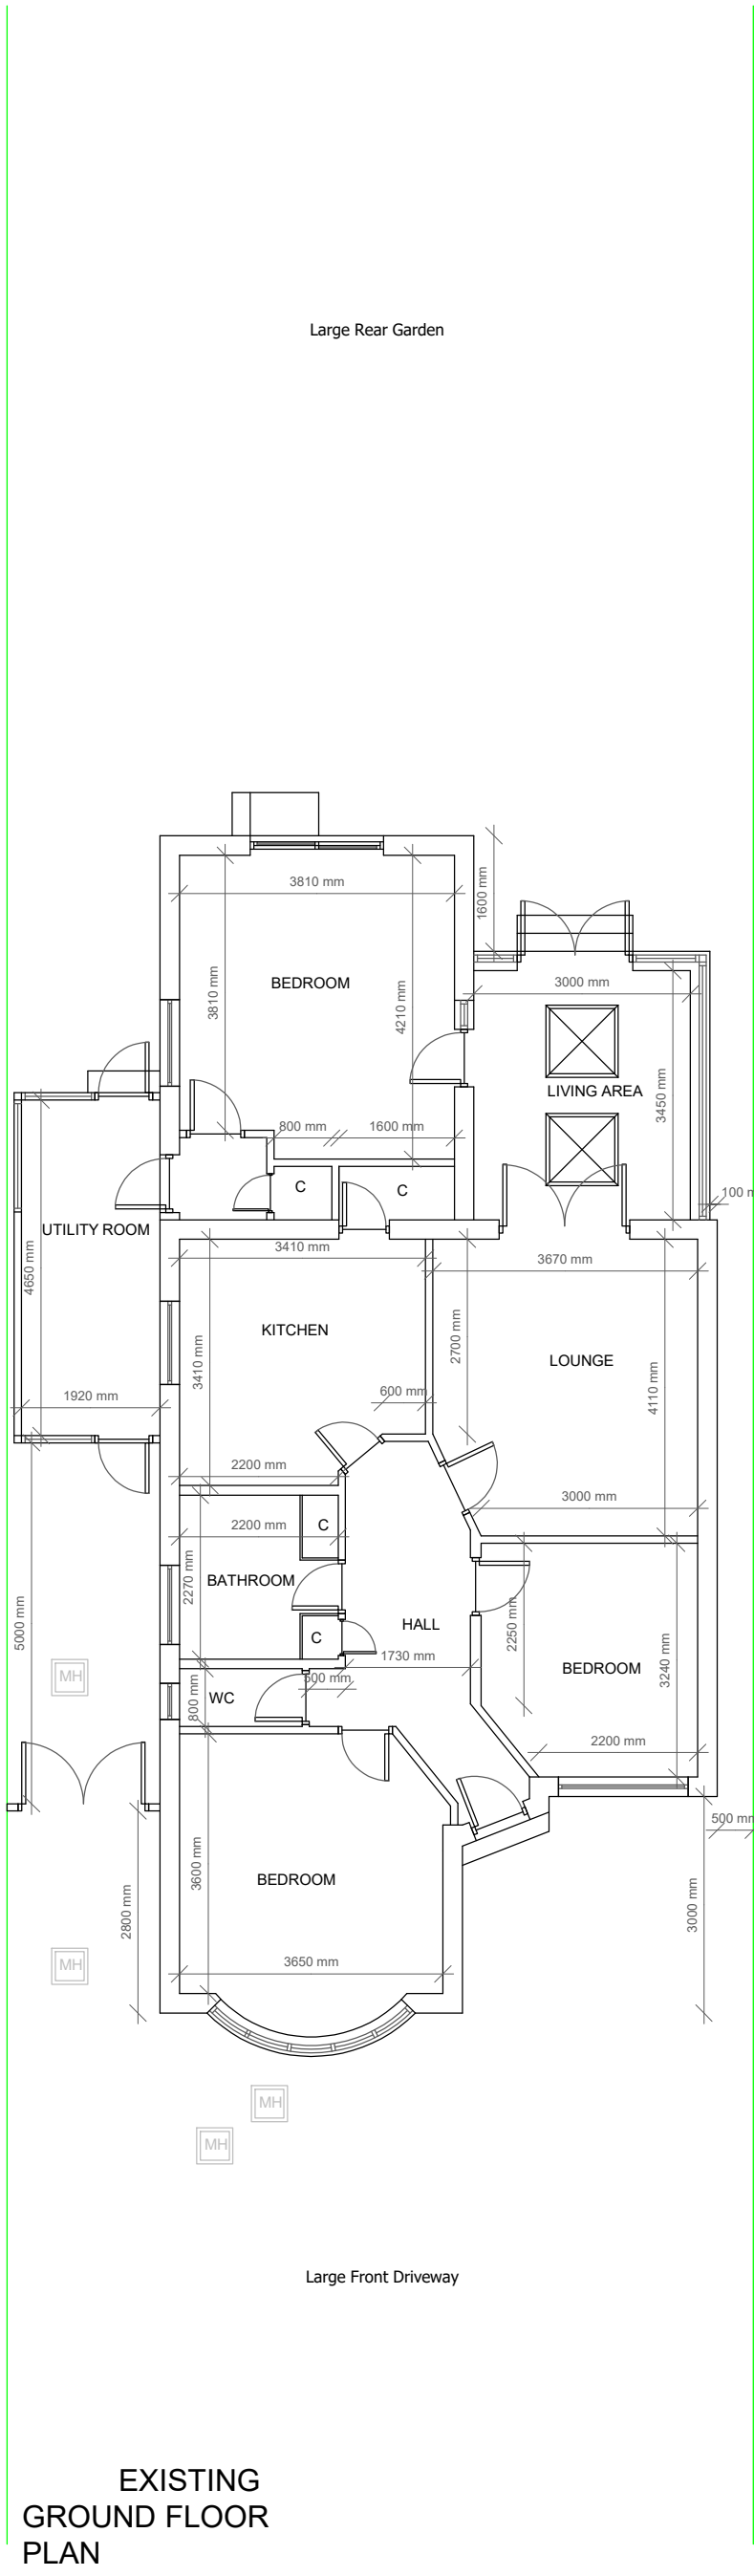 Large Rear Garden
3810 mm
1600 mm
BEDROOM
3000 mm
3810 mm
4210 mm
LIVING AREA
3450 mm
800 mm
1600 mm
C
C
100 m
UTILITY ROOM
3410 mm
3670 mm
4650 mm
KITCHEN
2700 mm
LOUNGE
3410 mm
4110 mm
600 mm
1920 mm
2200 mm
3000 mm
2200 mm
C
BATHROOM
2270 mm
5000 mm
HALL
2250 mm
C
1730 mm
3240 mm
BEDROOM
MH
500 mm
WC
800 mm
2200 mm
500 mm
3600 mm
BEDROOM
2800 mm
3000 mm
MH
3650 mm
MH
MH
Large Front Driveway
EXISTING
GROUND FLOOR
PLAN